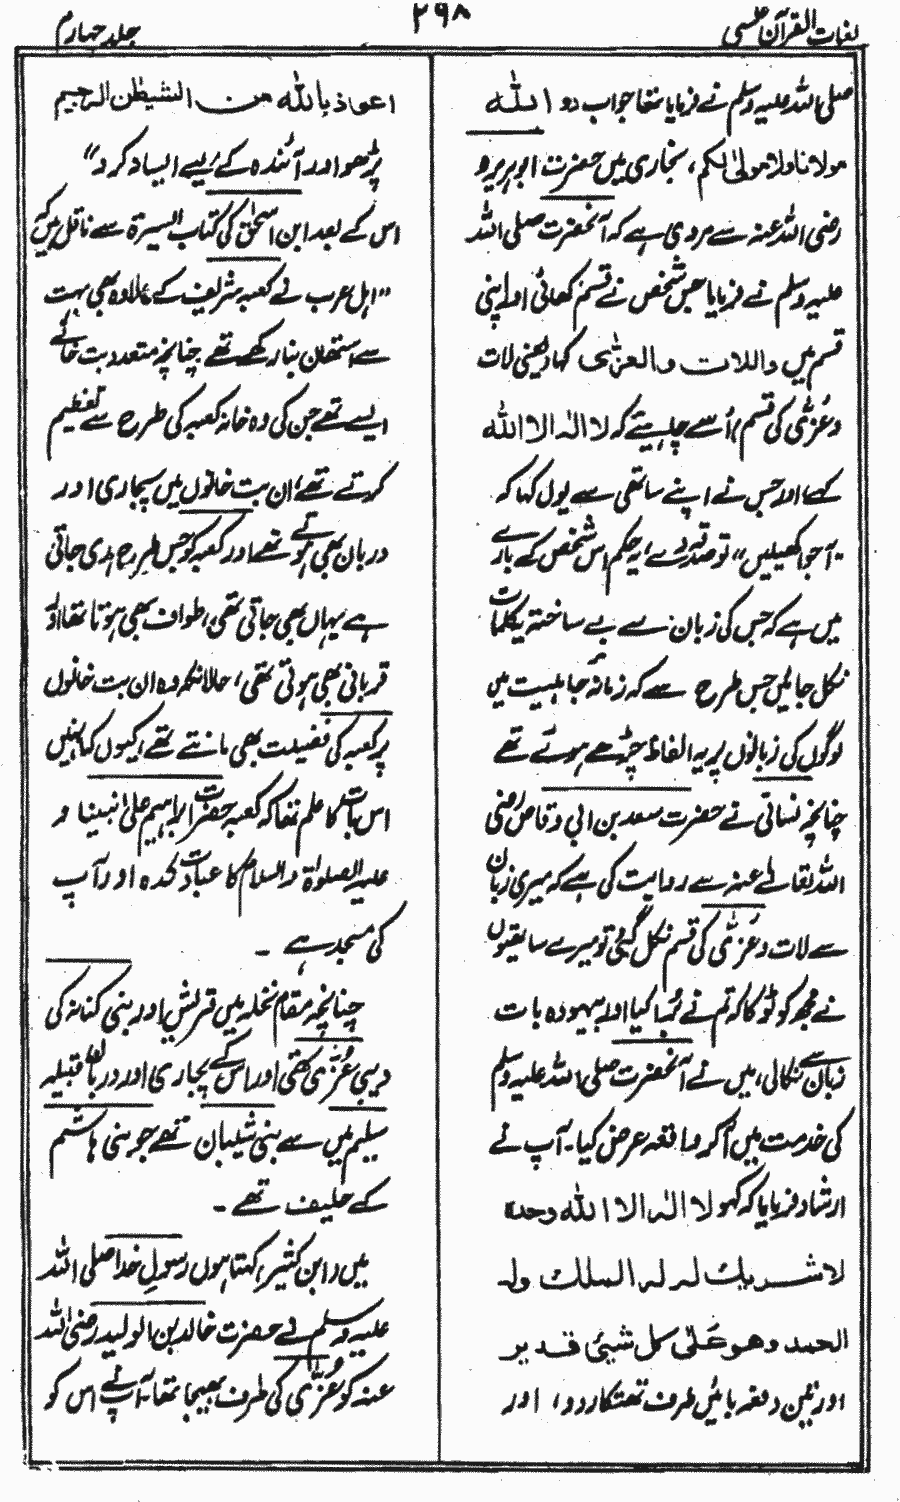 لغات القرآن عسی
۲۹۸
جلد چہارم
صلی اللہ علیہ وسلم نے فرمایا تھا جواب دو اللہ
مولانا ولا مولیٰ لکم، بخاری میں حضرت ابوہریرہ
رضی اللہ عنہ سے مروی ہے کہ آنحضرت صلی اللہ
علیہ وسلم نے فرمایا جس شخص نے قسم کھائی اور اپنی
قسم میں واللات والعزّٰی کہا (یعنی لات
وعُزّٰی کی قسم) اُسے چاہیئے کہ لا الٰہ الا اللہ
کہے، اور جس نے اپنے ساتھی سے یوں کہا کہ
”آ جوا کھیلیں“ تو صدقہ دے، یہ حکم اس شخص کے بارے
میں ہے کہ جس کی زبان سے بے ساختہ یہ کلمات
نکل جائیں جس طرح سے کہ زمانۂ جاہلیت میں
لوگوں کی زبانوں پر یہ الفاظ چڑھے ہوئے تھے
چنانچہ نسائی نے حضرت سعد بن ابی وقاص رضی
اللہ تعالٰے عنہ سے روایت کی ہے کہ میری زبان
سے لات وعُزّٰی کی قسم نکل گئی تو میرے ساتھیوں
نے مجھ کو ٹوکا کہ تم نے بُرا کیا اور بیہودہ بات
زبان سے نکالی، میں نے آنحضرت صلی اللہ علیہ وسلم
کی خدمت میں آکر واقعہ عرض کیا۔ آپ نے
ارشاد فرمایا کہ کہو لا الٰہ الا اللہ وحدہ
لا شریک لہ لہ الملک ولہ
الحمد وھو علٰی کل شیئ قدیر
اور تین دفعہ بائیں طرف تھتکار دو، اور
اعوذ باللہ من الشیطٰن الرجیم
پڑھو اور آئندہ کے لیے ایسا نہ کرو“
اس کے بعد ابن اسحٰق کی کتاب السیرۃ سے ناقل ہیں کہ
”اہل عرب نے کعبہ شریف کے علاوہ بھی بہت
سے استھان بنا رکھے تھے چنانچہ متعدد بت خانے
ایسے تھے جن کی وہ خانہ کعبہ کی طرح سے تعظیم
کرتے تھے، ان بت خانوں میں پجاری اور
دربان بھی ہوتے تھے اور کعبہ کو جس طرح ہدی جاتی
ہے یہاں بھی جاتی تھی، طواف بھی ہوتا تھا اور
قربانی بھی ہوتی تھی، حالانکہ وہ ان بت خانوں
پر کعبہ کی فضیلت بھی مانتے تھے، کیوں کہ انہیں
اس بات کا علم تھا کہ کعبہ حضرت ابراہیم علیٰ نبینا و
علیہ الصلوٰۃ والسلام کا عبادت کدہ اور آپ
کی مسجد ہے ۔
چنانچہ مقام نخلہ میں قریش اور بنی کنانہ کی
دیبی عُزّٰی تھی اور اس کے پجاری اور دربان قبیلہ
سلیم میں سے بنی شیبان تھے جو بنی ہاشم
کے حلیف تھے ۔
میں (ابن کثیر) کہتا ہوں رسولِ خدا صلی اللہ
علیہ وسلم نے حضرت خالد بن الولید رضی اللہ
عنہ کو عُزّٰی کی طرف بھیجا تھا۔ آپ نے اس کو